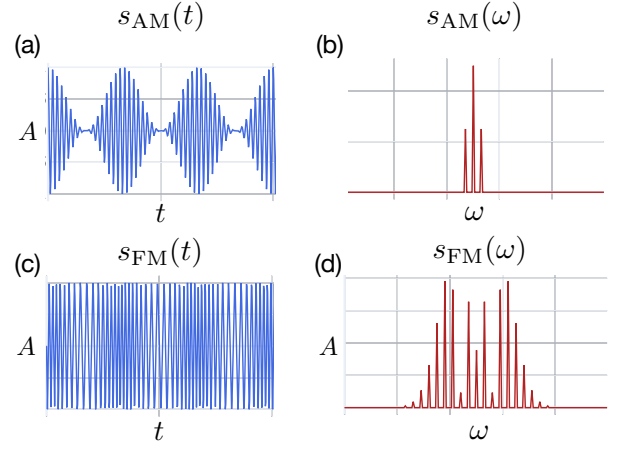 s_AM(t)
s_AM(ω)
(a)
(b)
A
t
ω
s_FM(t)
s_FM(ω)
(c)
(d)
A
A
t
ω